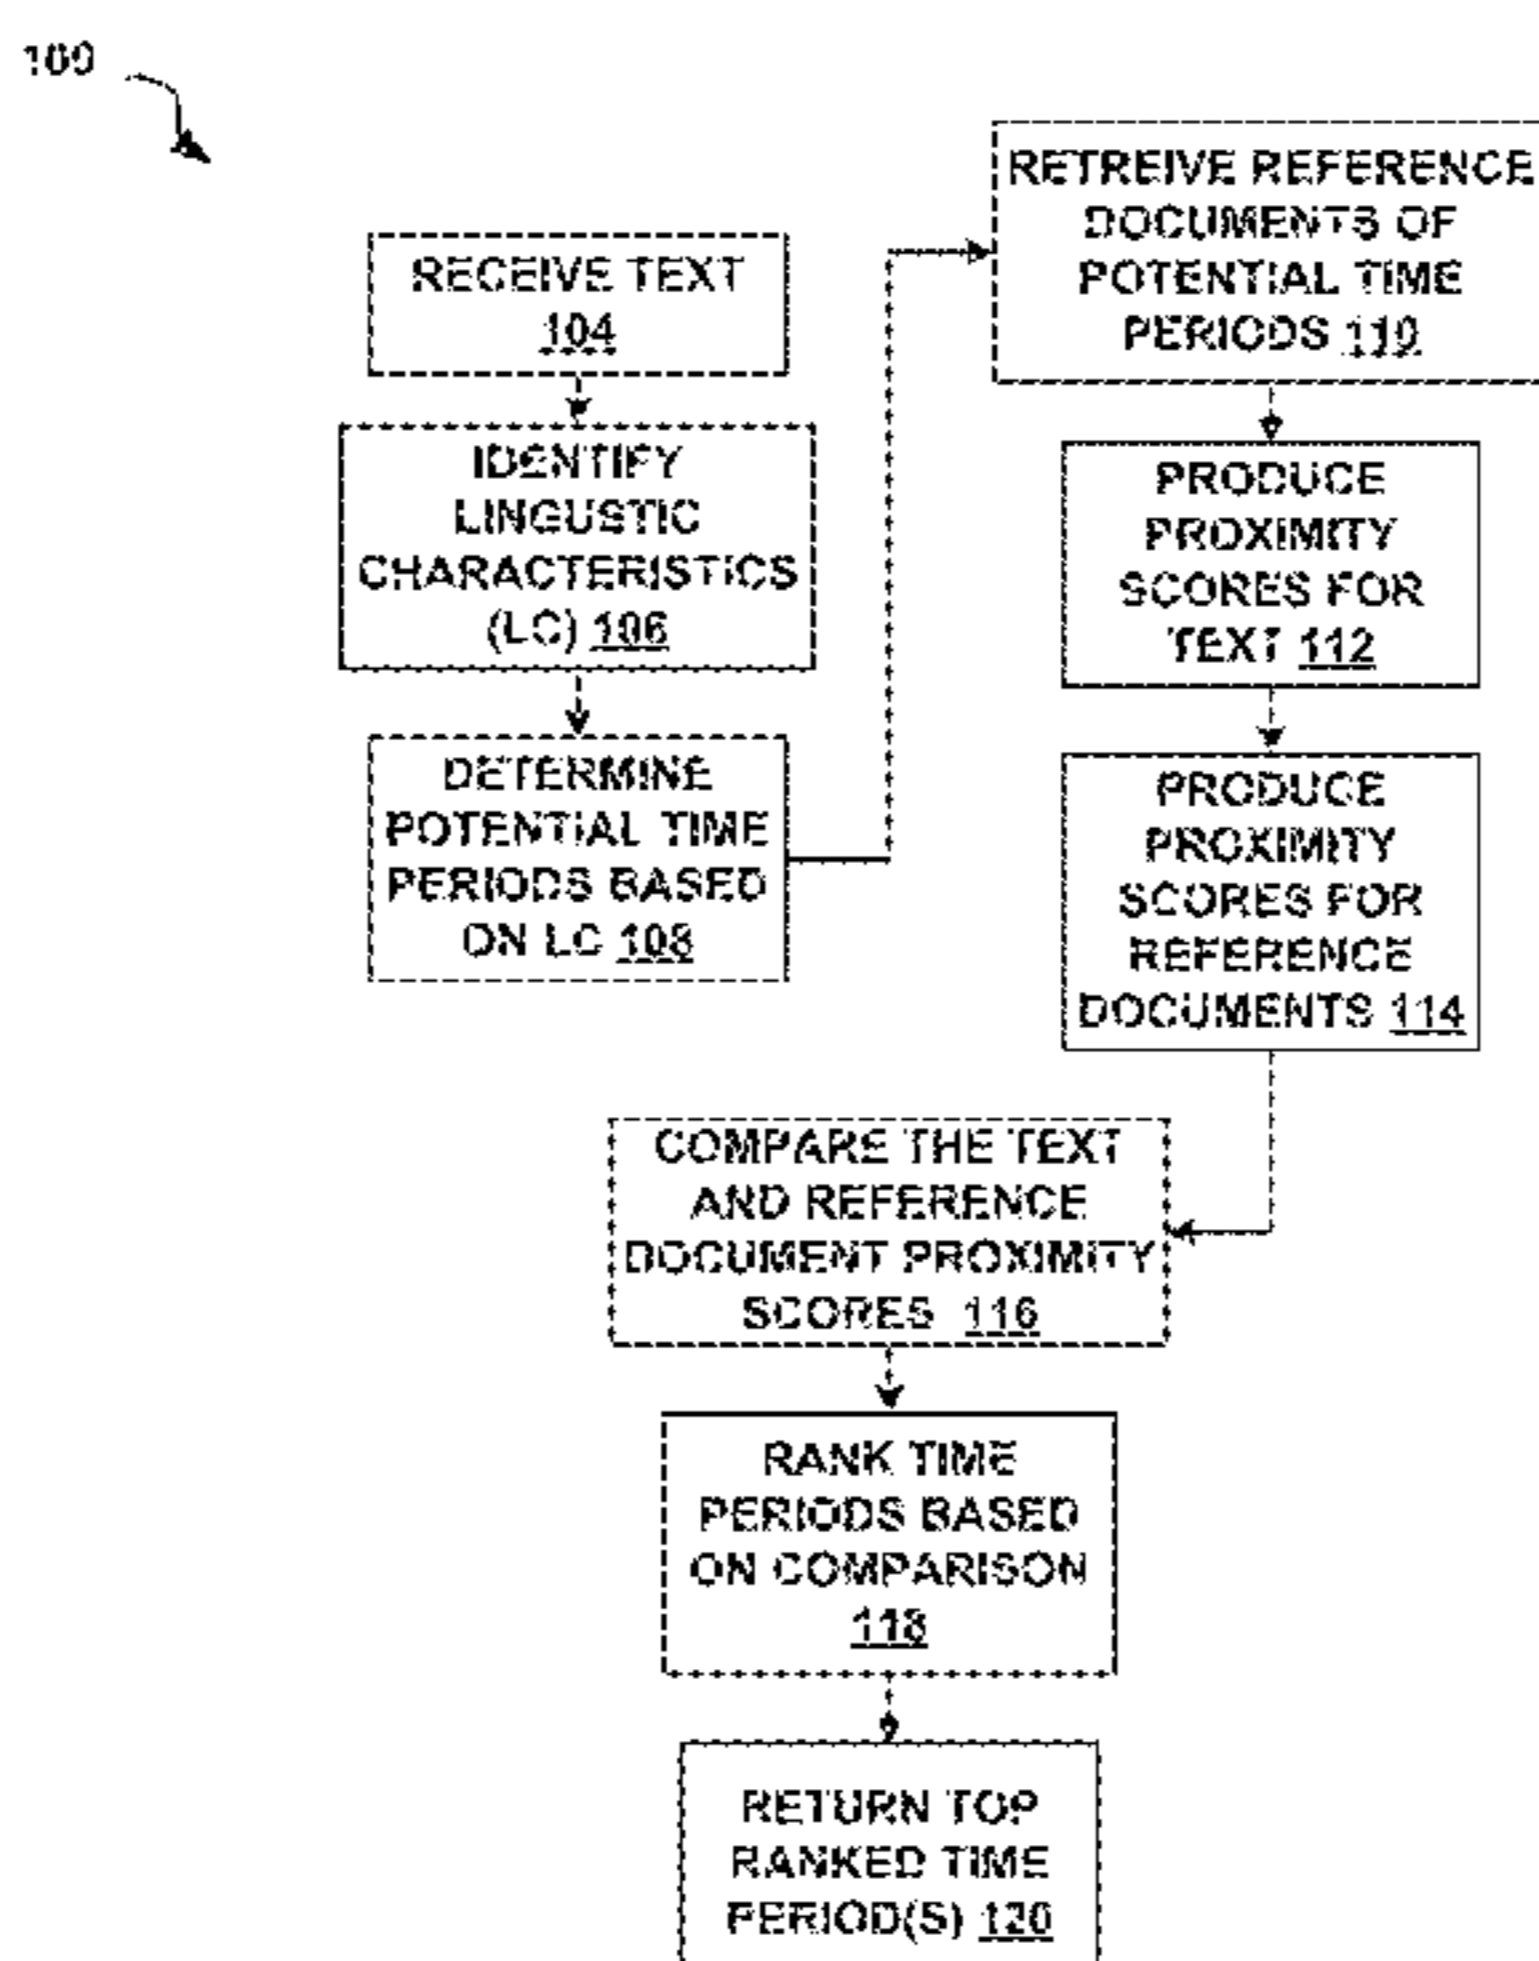 100
RECEIVE TEXT
104
IDENTIFY
LINGUSTIC
CHARACTERISTICS
(LC) 106
DETERMINE
POTENTIAL TIME
PERIODS BASED
ON LC 108
RETREIVE REFERENCE
DOCUMENTS OF
POTENTIAL TIME
PERIODS 110
PRODUCE
PROXIMITY
SCORES FOR
TEXT 112
PRODUCE
PROXIMITY
SCORES FOR
REFERENCE
DOCUMENTS 114
COMPARE THE TEXT
AND REFERENCE
DOCUMENT PROXIMITY
SCORES 116
RANK TIME
PERIODS BASED
ON COMPARISON
118
RETURN TOP
RANKED TIME
PERIOD(S) 120